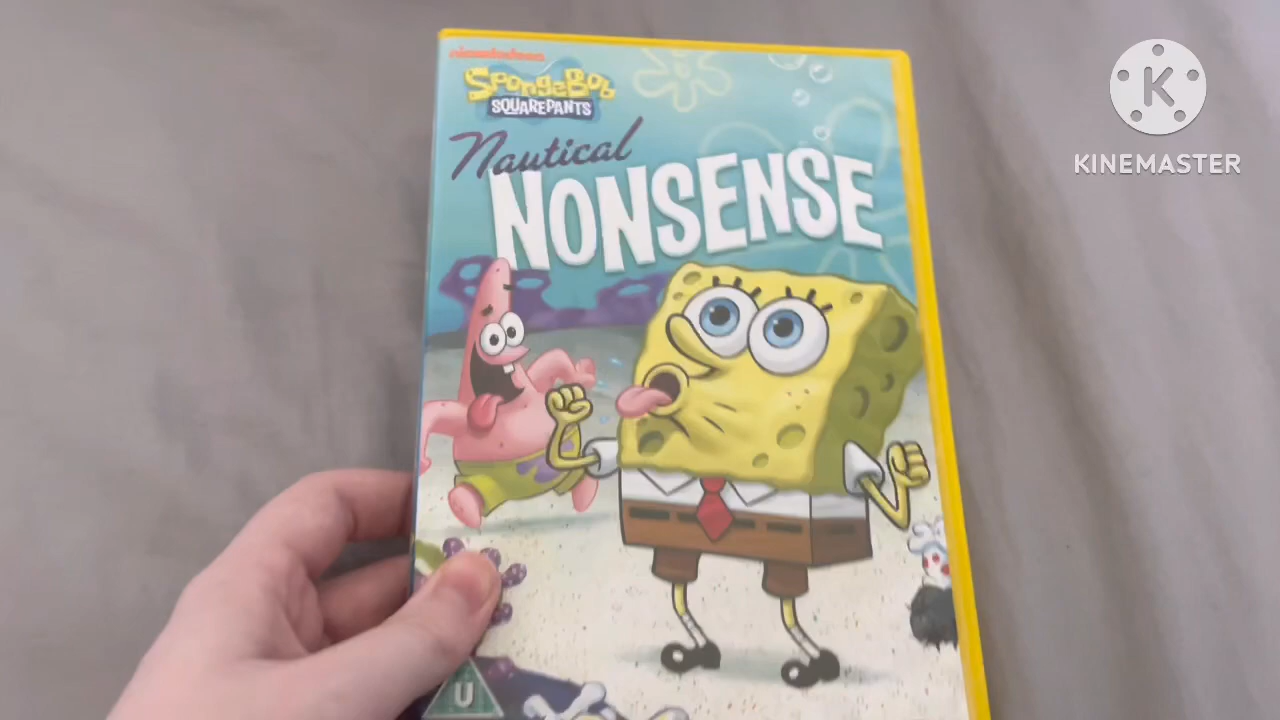 nickelodeon
SpongeBob
SQUAREPANTS
Nautical
NONSENSE
U
K
KINEMASTER